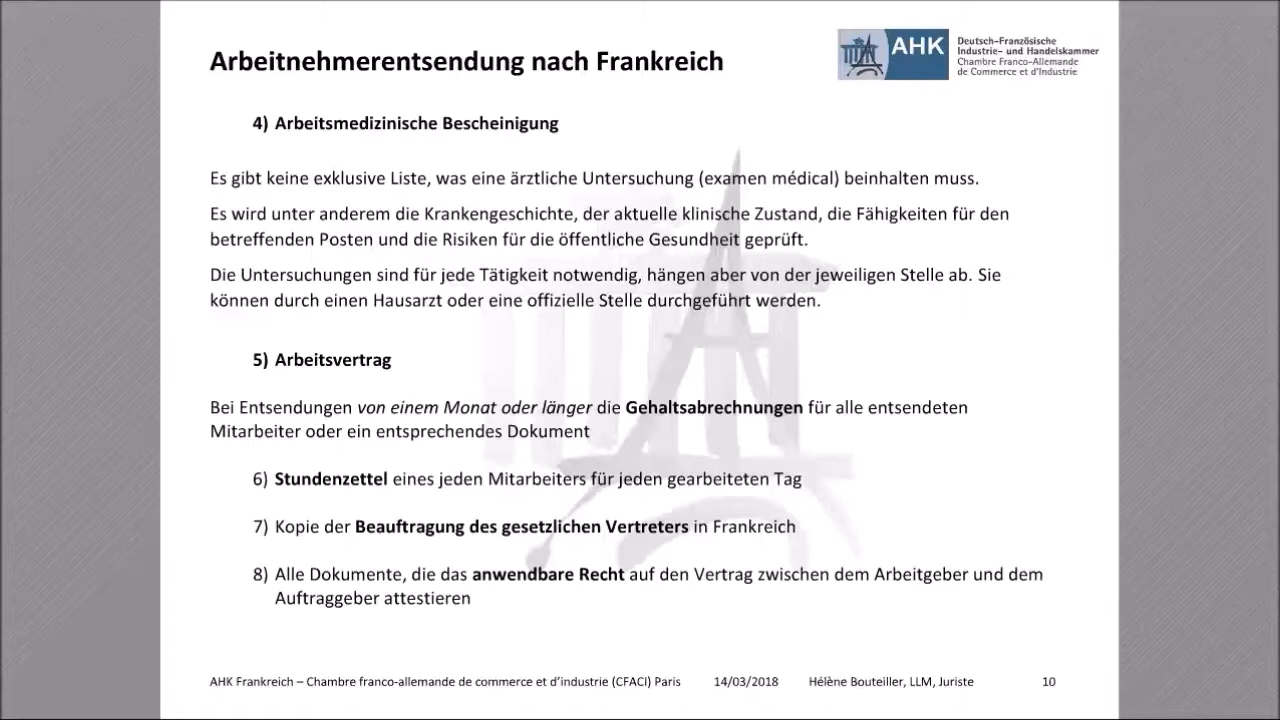 Arbeitnehmerentsendung nach Frankreich
AHK
Deutsch-Französische
Industrie- und Handelskammer
Chambre Franco-Allemande
de Commerce et d'Industrie
4) Arbeitsmedizinische Bescheinigung
Es gibt keine exklusive Liste, was eine ärztliche Untersuchung (examen médical) beinhalten muss.
Es wird unter anderem die Krankengeschichte, der aktuelle klinische Zustand, die Fähigkeiten für den
betreffenden Posten und die Risiken für die öffentliche Gesundheit geprüft.
Die Untersuchungen sind für jede Tätigkeit notwendig, hängen aber von der jeweiligen Stelle ab. Sie
können durch einen Hausarzt oder eine offizielle Stelle durchgeführt werden.
5) Arbeitsvertrag
Bei Entsendungen von einem Monat oder länger die Gehaltsabrechnungen für alle entsendeten
Mitarbeiter oder ein entsprechendes Dokument
6) Stundenzettel eines jeden Mitarbeiters für jeden gearbeiteten Tag
7) Kopie der Beauftragung des gesetzlichen Vertreters in Frankreich
8) Alle Dokumente, die das anwendbare Recht auf den Vertrag zwischen dem Arbeitgeber und dem
Auftraggeber attestieren
AHK Frankreich – Chambre franco-allemande de commerce et d'industrie (CFACI) Paris 14/03/2018 Hélène Bouteiller, LLM, Juriste 10